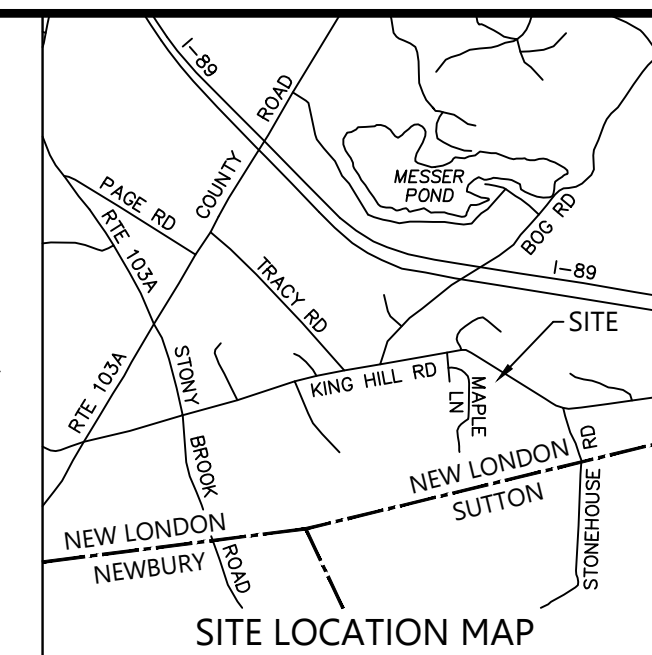 I-89
COUNTY ROAD
MESSER
POND
PAGE RD
RTE 103A
BOG RD
TRACY RD
I-89
SITE
STONY BROOK ROAD
KING HILL RD
MAPLE
LN
RTE 103A
NEW LONDON
SUTTON
STONEHOUSE RD
NEW LONDON
NEWBURY
SITE LOCATION MAP